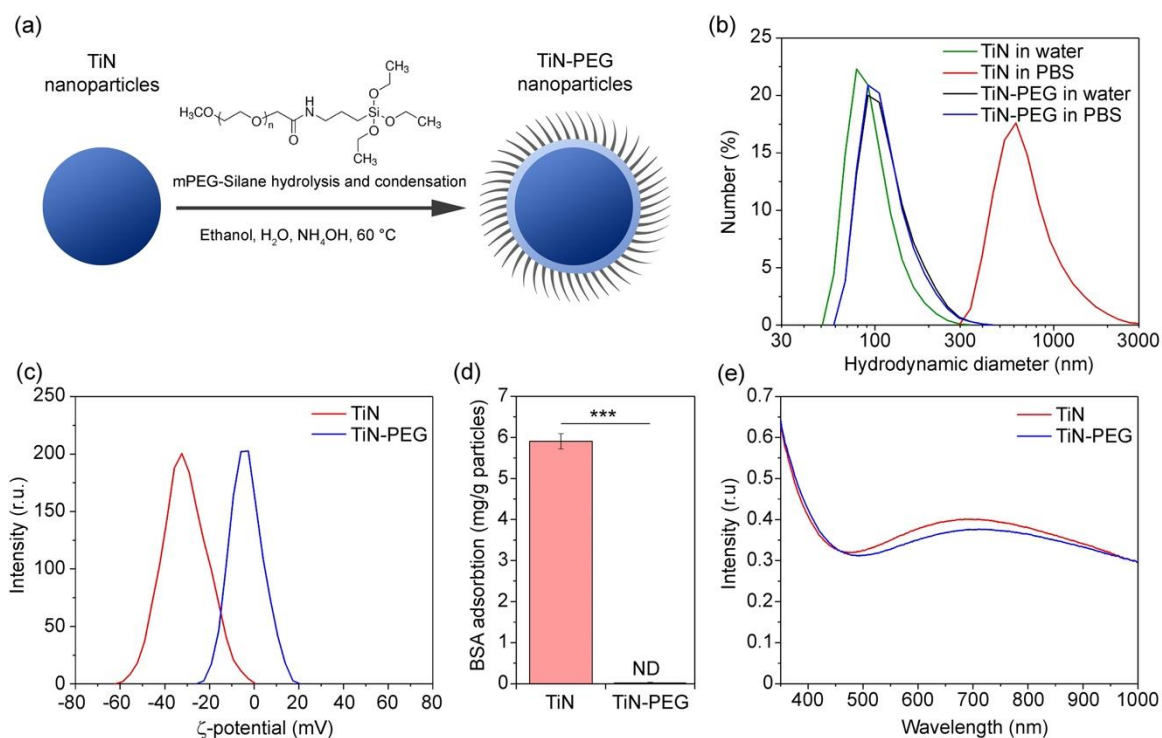 (a)
TiN
nanoparticles
TiN-PEG
nanoparticles
H₃CO
O
n
O
H
N
Si
O
CH₃
O
CH₃
O
CH₃
mPEG-Silane hydrolysis and condensation
Ethanol, H₂O, NH₄OH, 60 °C
(b)
TiN in water
TiN in PBS
TiN-PEG in water
TiN-PEG in PBS
Number (%)
25
20
15
10
5
0
30 100 300 1000 3000
Hydrodynamic diameter (nm)
(c)
TiN
TiN-PEG
Intensity (r.u.)
250
200
150
100
50
0
-80 -60 -40 -20 0 20 40 60 80
ζ-potential (mV)
(d)
BSA adsorbtion (mg/g particles)
7
6
5
4
3
2
1
0
***
ND
TiN TiN-PEG
(e)
TiN
TiN-PEG
Intensity (r.u)
0.7
0.6
0.5
0.4
0.3
0.2
0.1
0
400 500 600 700 800 900 1000
Wavelength (nm)